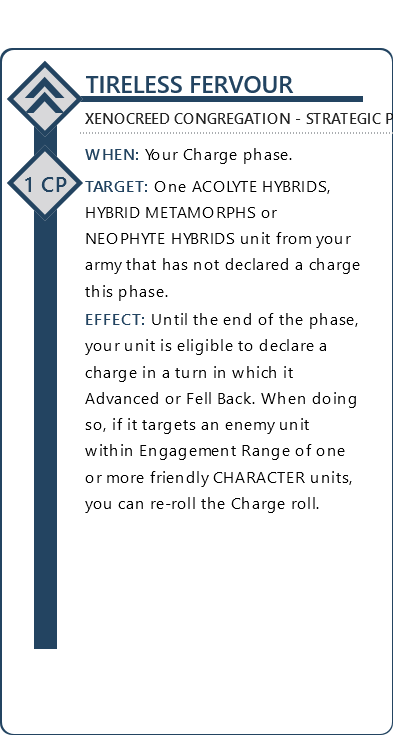 TIRELESS FERVOUR
XENOCREED CONGREGATION - STRATEGIC P
1 CP
WHEN: Your Charge phase.
TARGET: One ACOLYTE HYBRIDS,
HYBRID METAMORPHS or
NEOPHYTE HYBRIDS unit from your
army that has not declared a charge
this phase.
EFFECT: Until the end of the phase,
your unit is eligible to declare a
charge in a turn in which it
Advanced or Fell Back. When doing
so, if it targets an enemy unit
within Engagement Range of one
or more friendly CHARACTER units,
you can re-roll the Charge roll.